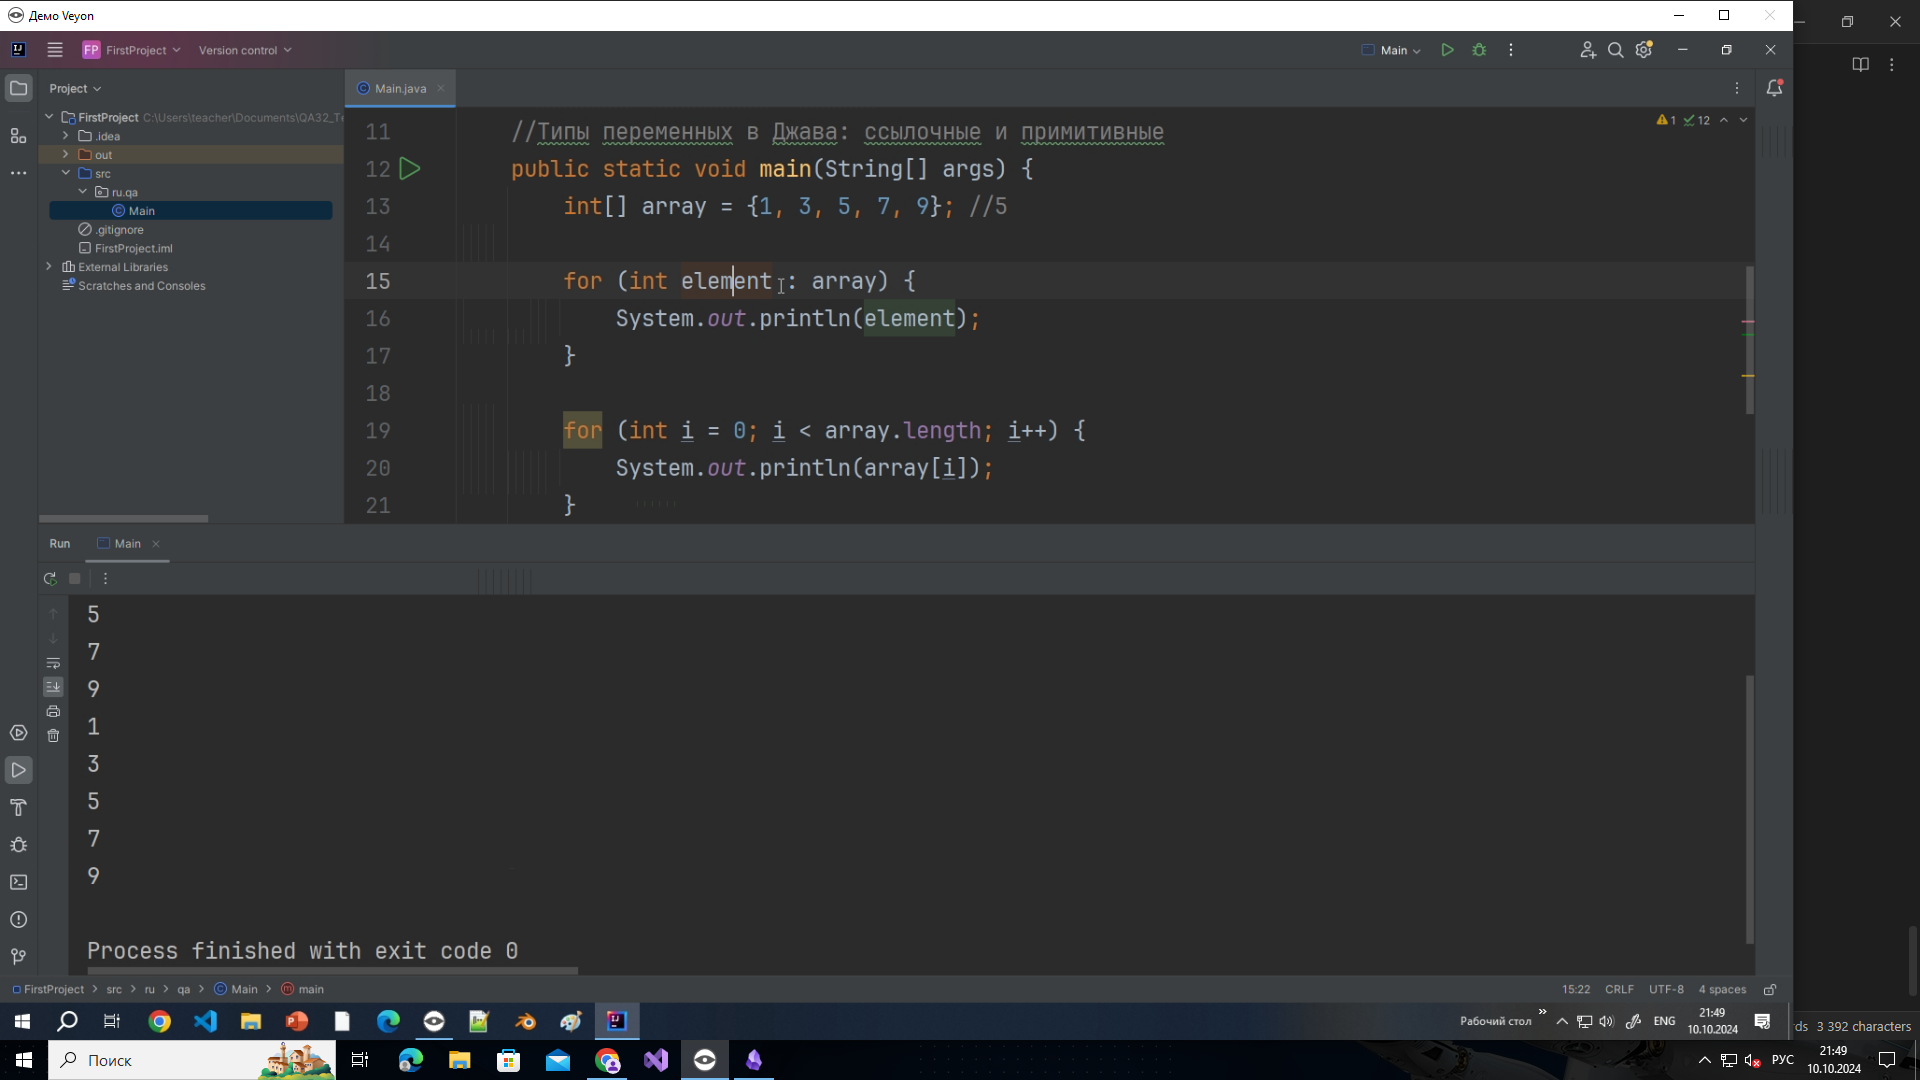 Демо Veyon
FP FirstProject Version control Main
Project Main.java
FirstProject C:\Users\teacher\Documents\QA32_Te
.idea
out
src
ru.qa
Main
.gitignore
FirstProject.iml
External Libraries
Scratches and Consoles
1 12
11 //Типы переменных в Джава: ссылочные и примитивные
12 public static void main(String[] args) {
13 int[] array = {1, 3, 5, 7, 9}; //5
14
15 for (int element : array) {
16 System.out.println(element);
17 }
18
19 for (int i = 0; i < array.length; i++) {
20 System.out.println(array[i]);
21 }
Run Main
5
7
9
1
3
5
7
9
Process finished with exit code 0
FirstProject > src > ru > qa > Main > main 15:22 CRLF UTF-8 4 spaces
Рабочий стол ENG 21:49
10.10.2024
3 392 characters
Поиск РУС 21:49
10.10.2024